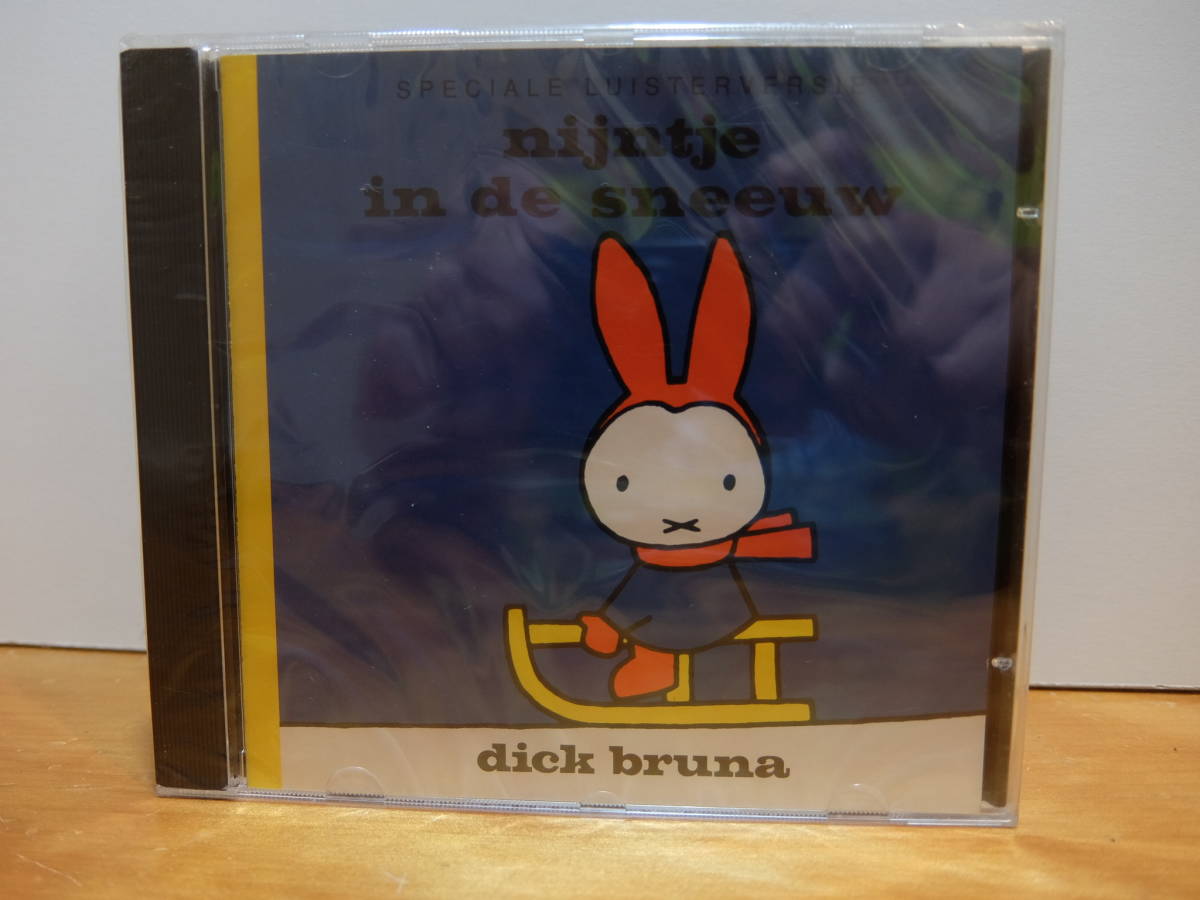 SPECIALE LUISTERVERSIE
nijntje
in de sneeuw
dick bruna